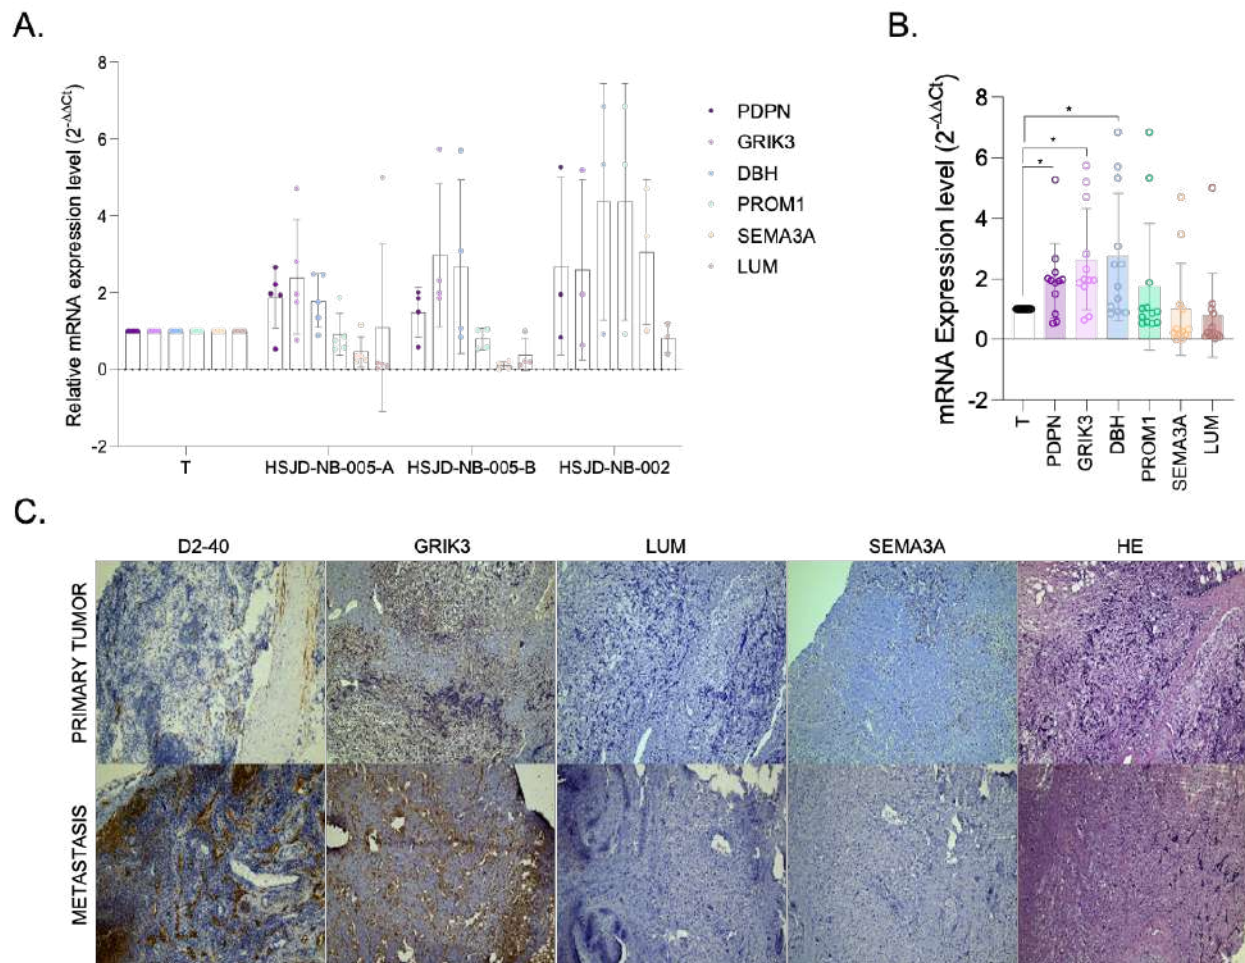 A.
Relative mRNA expression level (2-ΔΔCt)
8
6
4
2
0
-2
T
HSJD-NB-005-A
HSJD-NB-005-B
HSJD-NB-002
PDPN
GRIK3
DBH
PROM1
SEMA3A
LUM
B.
mRNA Expression level (2-ΔΔCt)
8
6
4
2
0
-2
*
*
*
T
PDPN
GRIK3
DBH
PROM1
SEMA3A
LUM
C.
D2-40
GRIK3
LUM
SEMA3A
HE
PRIMARY TUMOR
METASTASIS